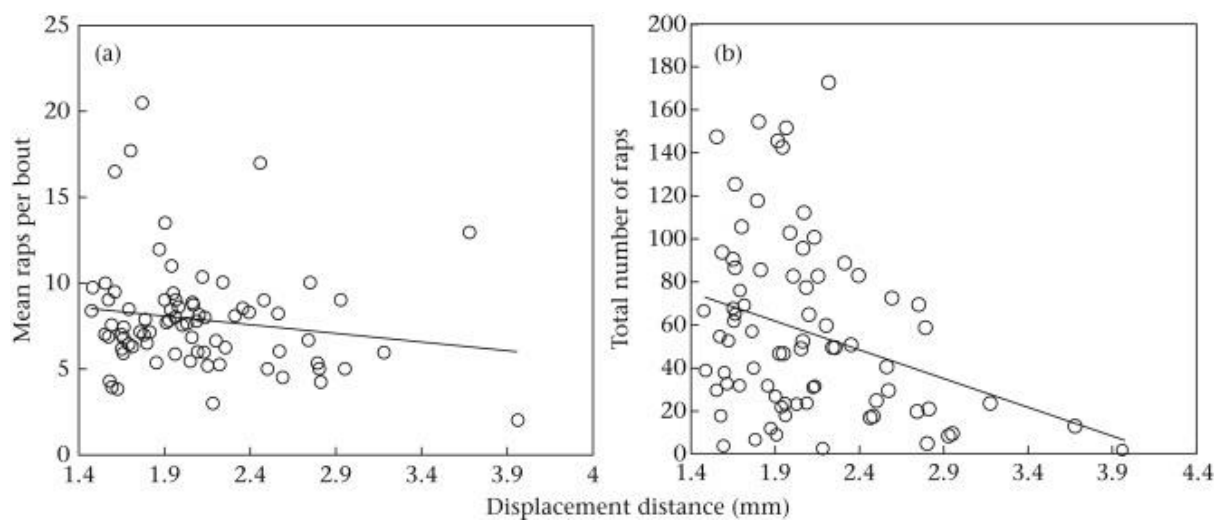 (a)
Mean raps per bout
25
20
15
10
5
0
1.4 1.9 2.4 2.9 3.4 3.9 4
(b)
Total number of raps
200
180
160
140
120
100
80
60
40
20
0
1.4 1.9 2.4 2.9 3.4 3.9 4.4
Displacement distance (mm)